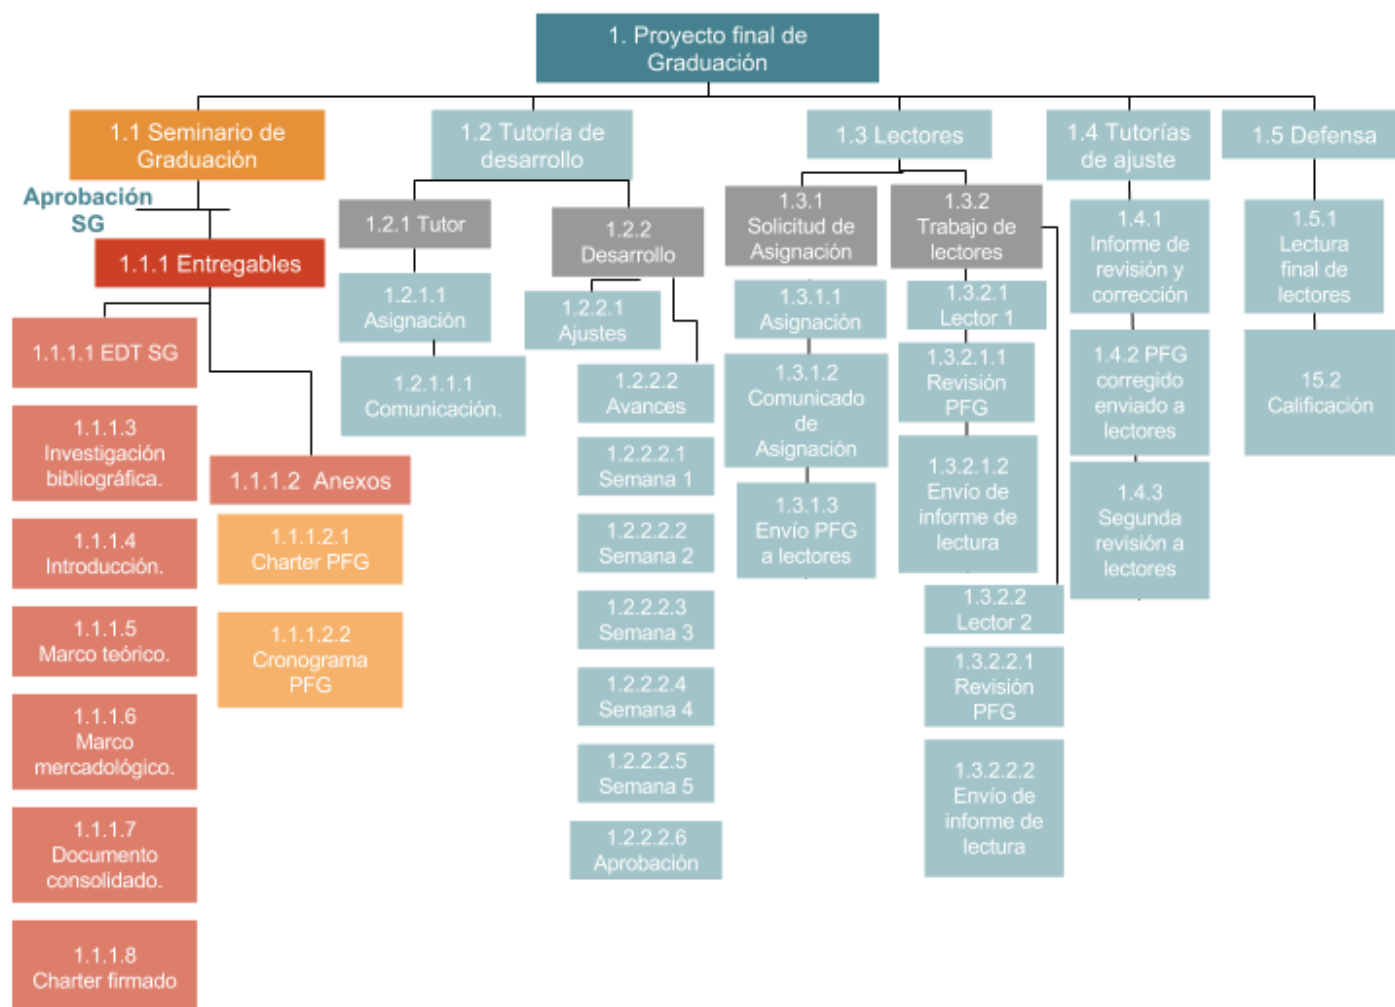 1. Proyecto final de
Graduación
1.1 Seminario de
Graduación
Aprobación
SG
1.1.1 Entregables
1.1.1.1 EDT SG
1.1.1.3
Investigación
bibliográfica.
1.1.1.4
Introducción.
1.1.1.5
Marco teórico.
1.1.1.6
Marco
mercadológico.
1.1.1.7
Documento
consolidado.
1.1.1.8
Charter firmado
1.1.1.2 Anexos
1.1.1.2.1
Charter PFG
1.1.1.2.2
Cronograma
PFG
1.2 Tutoría de
desarrollo
1.2.1 Tutor
1.2.1.1
Asignación
1.2.1.1.1
Comunicación.
1.2.2
Desarrollo
1.2.2.1
Ajustes
1.2.2.2
Avances
1.2.2.2.1
Semana 1
1.2.2.2.2
Semana 2
1.2.2.2.3
Semana 3
1.2.2.2.4
Semana 4
1.2.2.2.5
Semana 5
1.2.2.2.6
Aprobación
1.3 Lectores
1.3.1
Solicitud de
Asignación
1.3.1.1
Asignación
1.3.1.2
Comunicado
de
Asignación
1.3.1.3
Envío PFG
a lectores
1.3.2
Trabajo de
lectores
1.3.2.1
Lector 1
1.3.2.1.1
Revisión
PFG
1.3.2.1.2
Envío de
informe de
lectura
1.3.2.2
Lector 2
1.3.2.2.1
Revisión
PFG
1.3.2.2.2
Envío de
informe de
lectura
1.4 Tutorías
de ajuste
1.4.1
Informe de
revisión y
corrección
1.4.2 PFG
corregido
enviado a
lectores
1.4.3
Segunda
revisión a
lectores
1.5 Defensa
1.5.1
Lectura
final de
lectores
15.2
Calificación